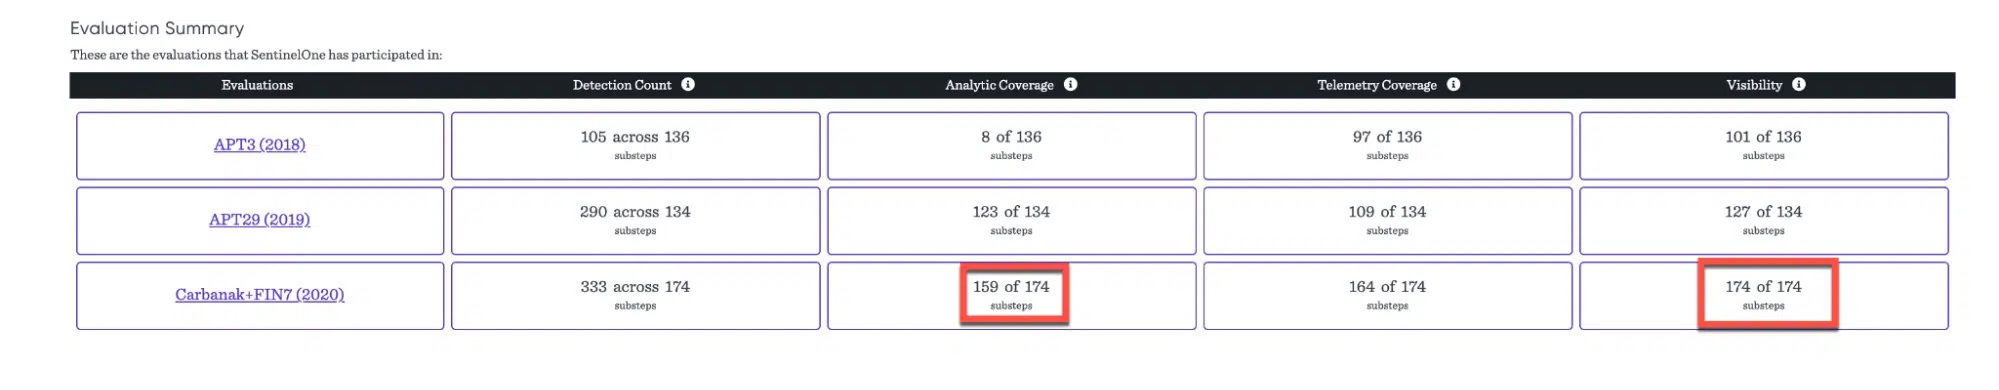 Evaluation Summary
These are the evaluations that SentinelOne has participated in:
Evaluations Detection Count i Analytic Coverage i Telemetry Coverage i Visibility i
APT3 (2018) 105 across 136 8 of 136 97 of 136 101 of 136
substeps substeps substeps substeps
APT29 (2019) 290 across 134 123 of 134 109 of 134 127 of 134
substeps substeps substeps substeps
Carbanak+FIN7 (2020) 333 across 174 159 of 174 164 of 174 174 of 174
substeps substeps substeps substeps